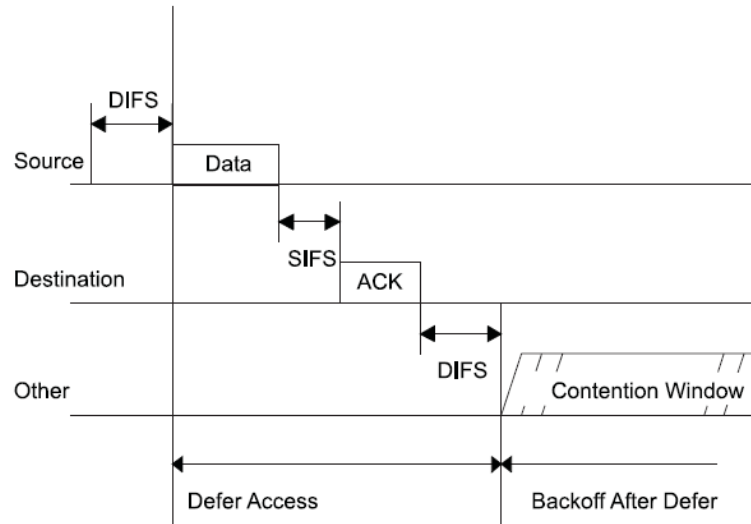 DIFS
Source
Data
SIFS
Destination
ACK
DIFS
Other
Contention Window
Defer Access
Backoff After Defer